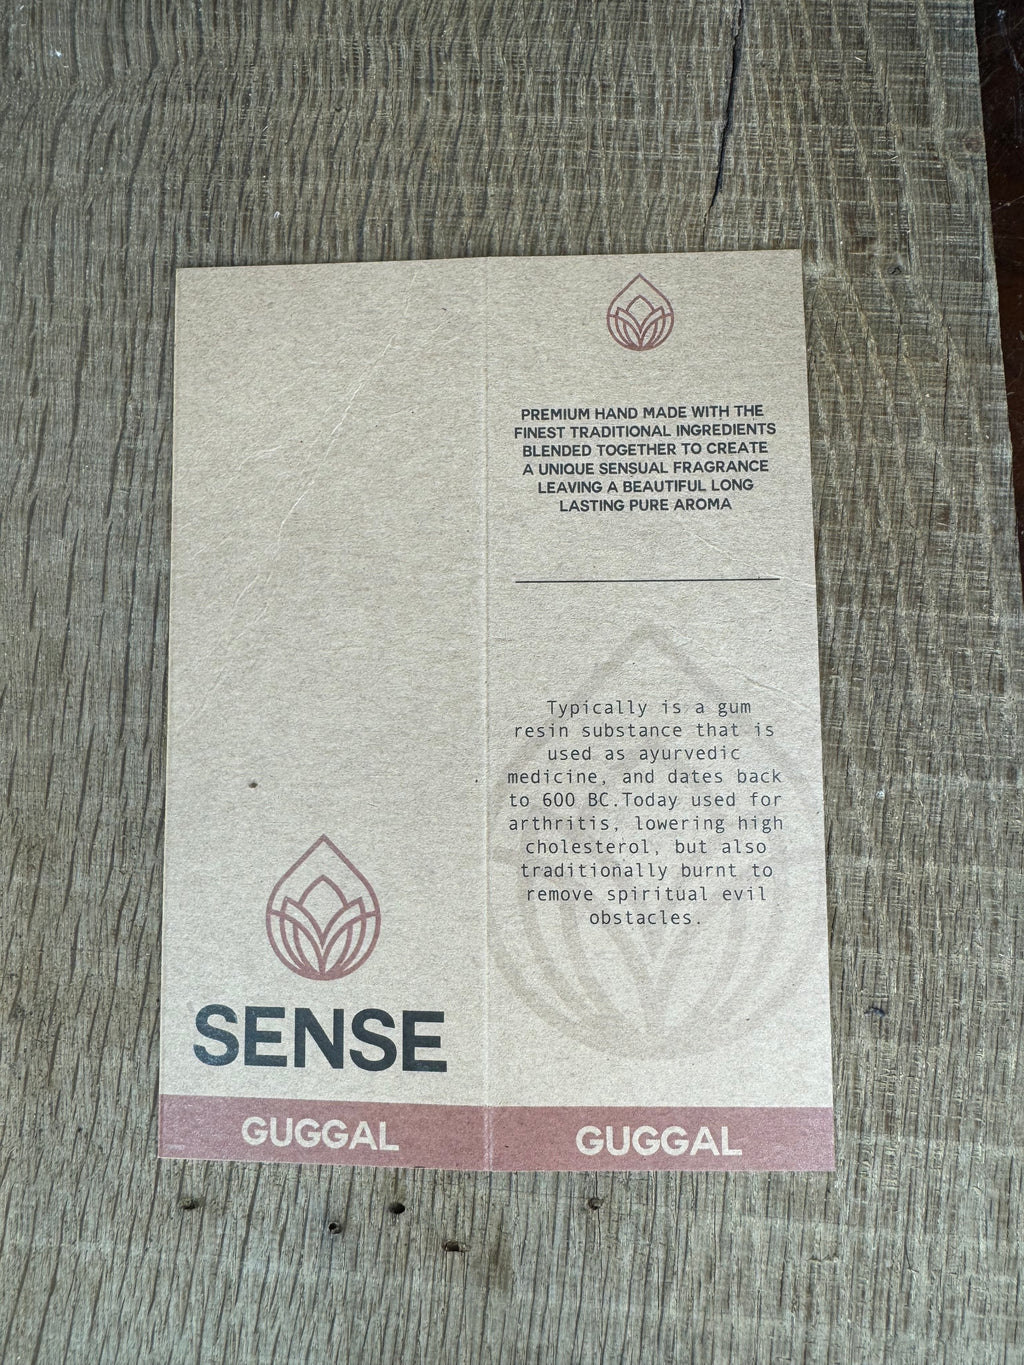 SENSE
GUGGAL
PREMIUM HAND MADE WITH THE
FINEST TRADITIONAL INGREDIENTS
BLENDED TOGETHER TO CREATE
A UNIQUE SENSUAL FRAGRANCE
LEAVING A BEAUTIFUL LONG
LASTING PURE AROMA
Typically is a gum
resin substance that is
used as ayurvedic
medicine, and dates back
to 600 BC.Today used for
arthritis, lowering high
cholesterol, but also
traditionally burnt to
remove spiritual evil
obstacles.
GUGGAL